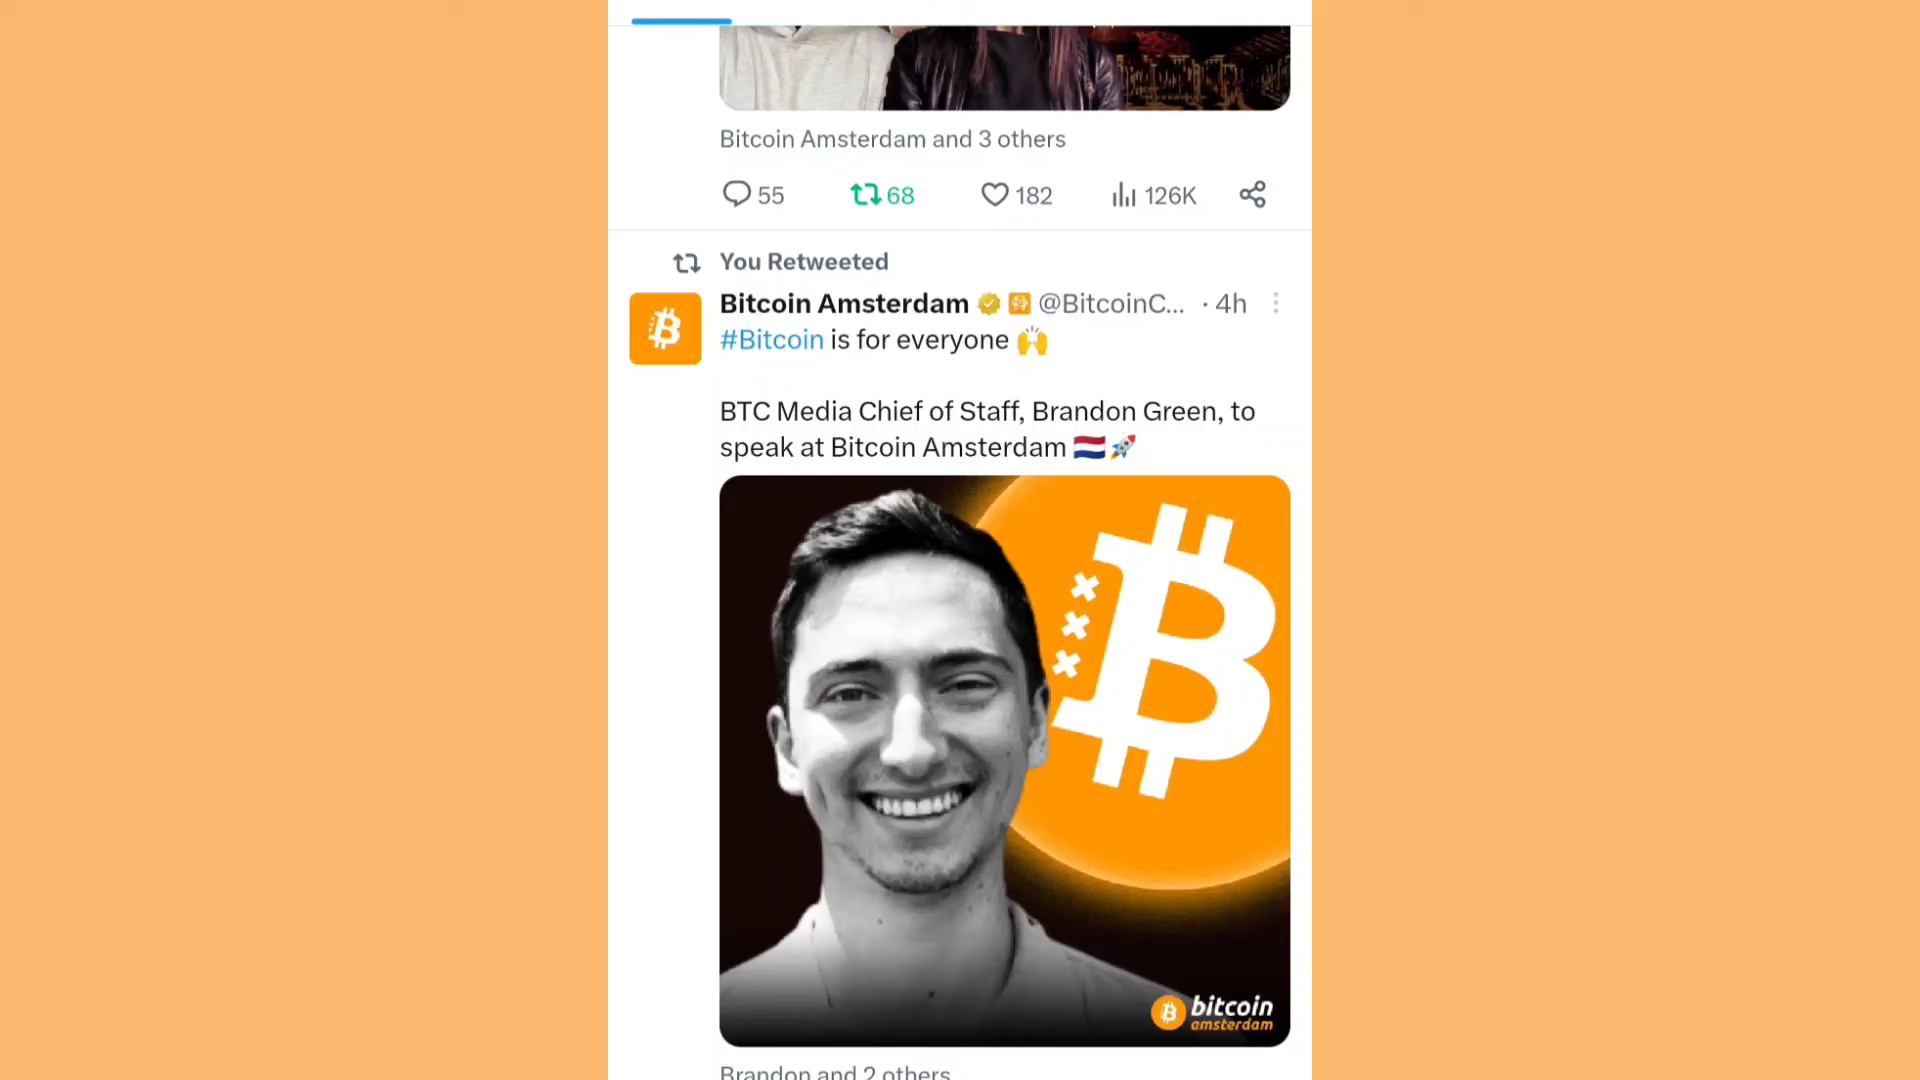 Bitcoin Amsterdam and 3 others
55 68 182 126K
You Retweeted
Bitcoin Amsterdam @BitcoinC... · 4h
#Bitcoin is for everyone 🙌
BTC Media Chief of Staff, Brandon Green, to
speak at Bitcoin Amsterdam 🇳🇱🚀
bitcoin
amsterdam
Brandon and 2 others